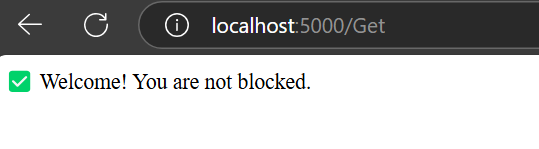 localhost:5000/Get
✅ Welcome! You are not blocked.